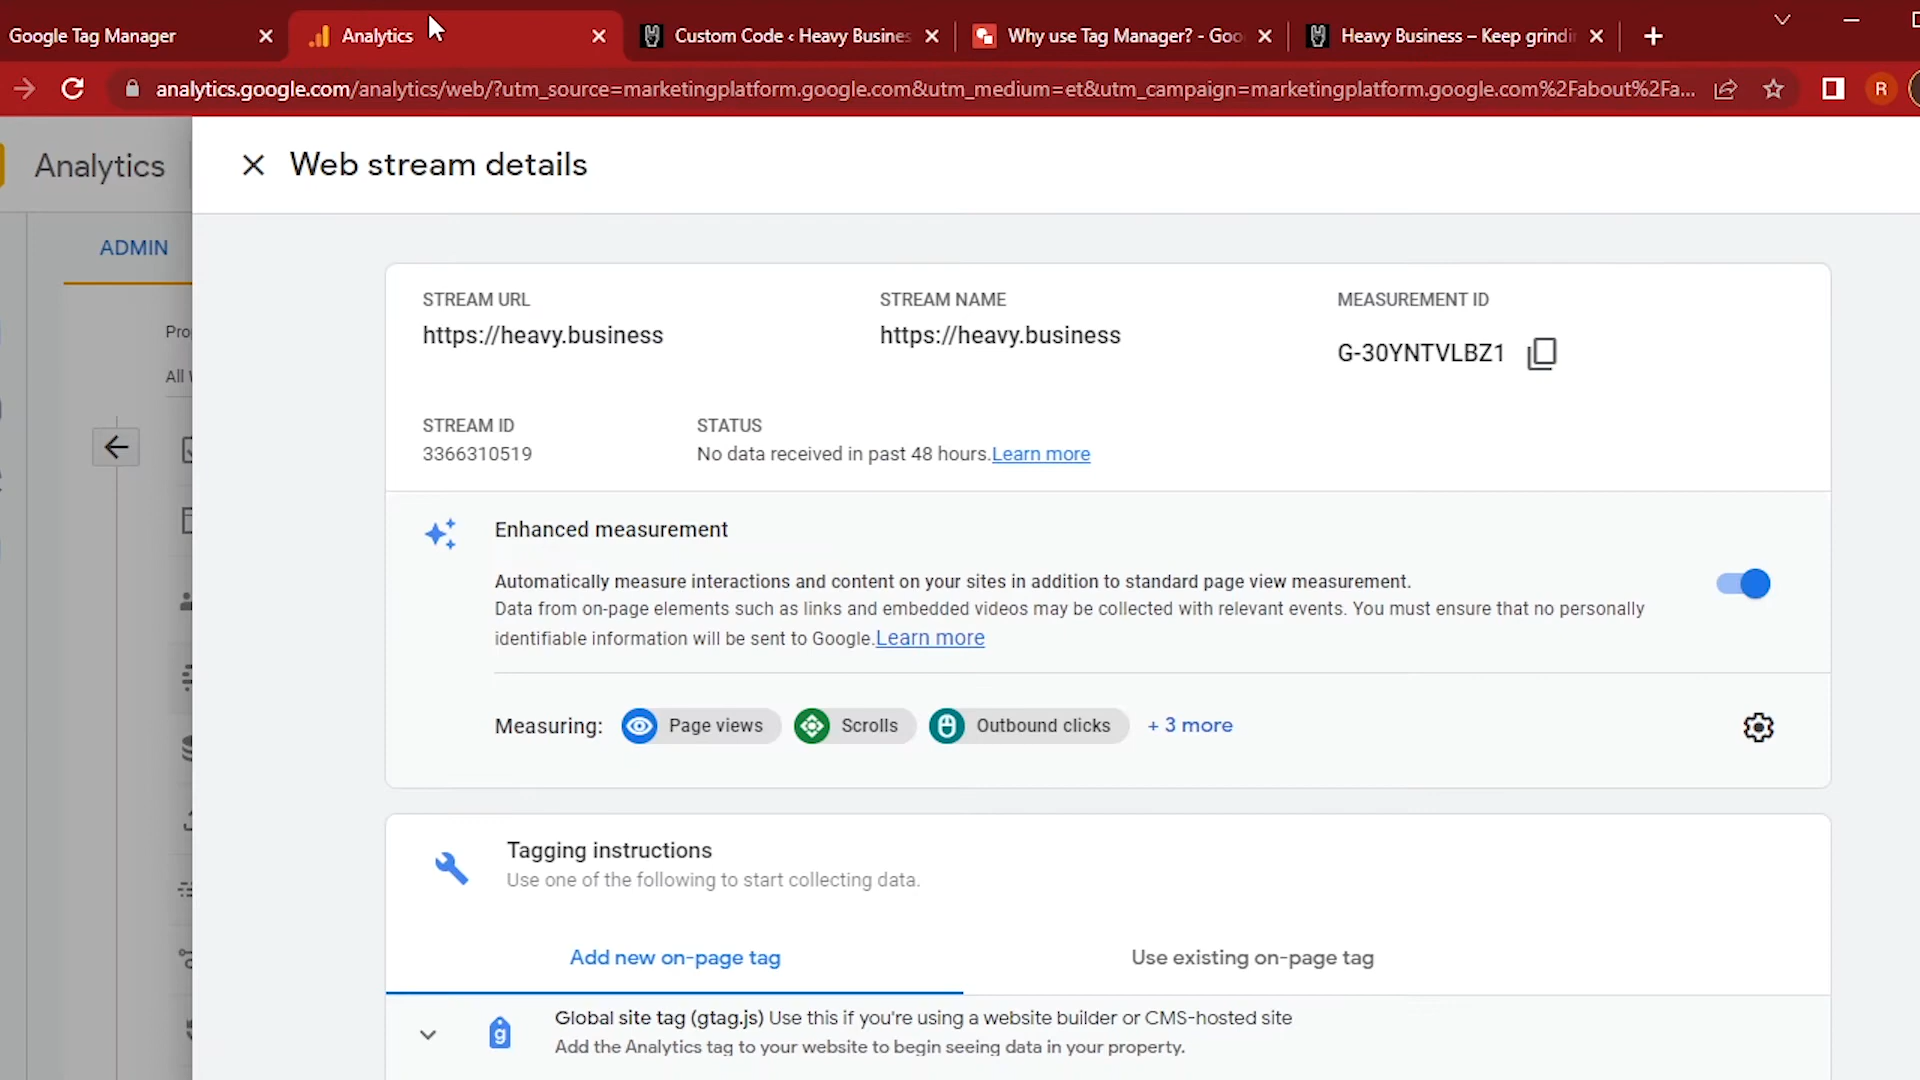 Google Tag Manager
Analytics
Custom Code ‹ Heavy Busines
Why use Tag Manager? - Goo
Heavy Business – Keep grindi
analytics.google.com/analytics/web/?utm_source=marketingplatform.google.com&utm_medium=et&utm_campaign=marketingplatform.google.com%2Fabout%2Fa...
R
Analytics
Web stream details
ADMIN
STREAM URL
STREAM NAME
MEASUREMENT ID
https://heavy.business
https://heavy.business
G-30YNTVLBZ1
Pro
All
STREAM ID
STATUS
3366310519
No data received in past 48 hours. Learn more
Enhanced measurement
Automatically measure interactions and content on your sites in addition to standard page view measurement.
Data from on-page elements such as links and embedded videos may be collected with relevant events. You must ensure that no personally
identifiable information will be sent to Google. Learn more
Measuring:
Page views
Scrolls
Outbound clicks
+ 3 more
Tagging instructions
Use one of the following to start collecting data.
Add new on-page tag
Use existing on-page tag
g
Global site tag (gtag.js) Use this if you're using a website builder or CMS-hosted site
Add the Analytics tag to your website to begin seeing data in your property.